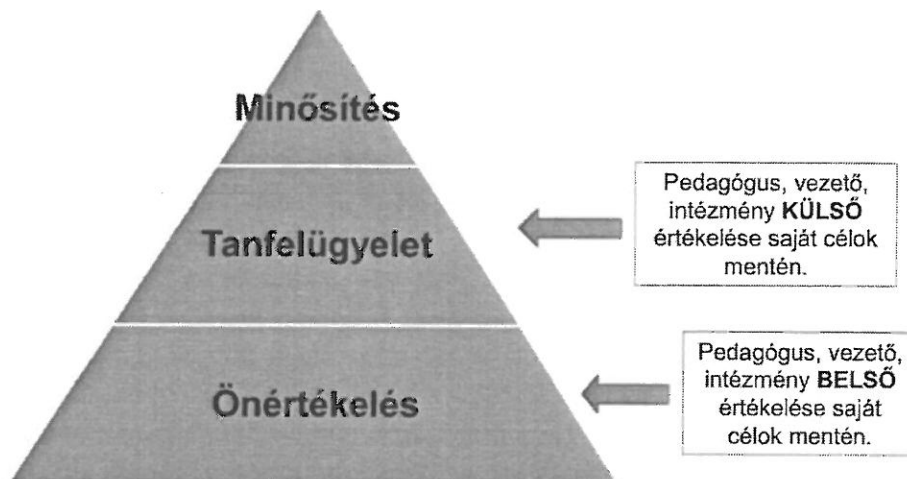 Minősítés
Pedagógus, vezető,
intézmény KÜLSŐ
értékelése saját célok
mentén.
Tanfelügyelet
Pedagógus, vezető,
intézmény BELSŐ
értékelése saját
célok mentén.
Önértékelés